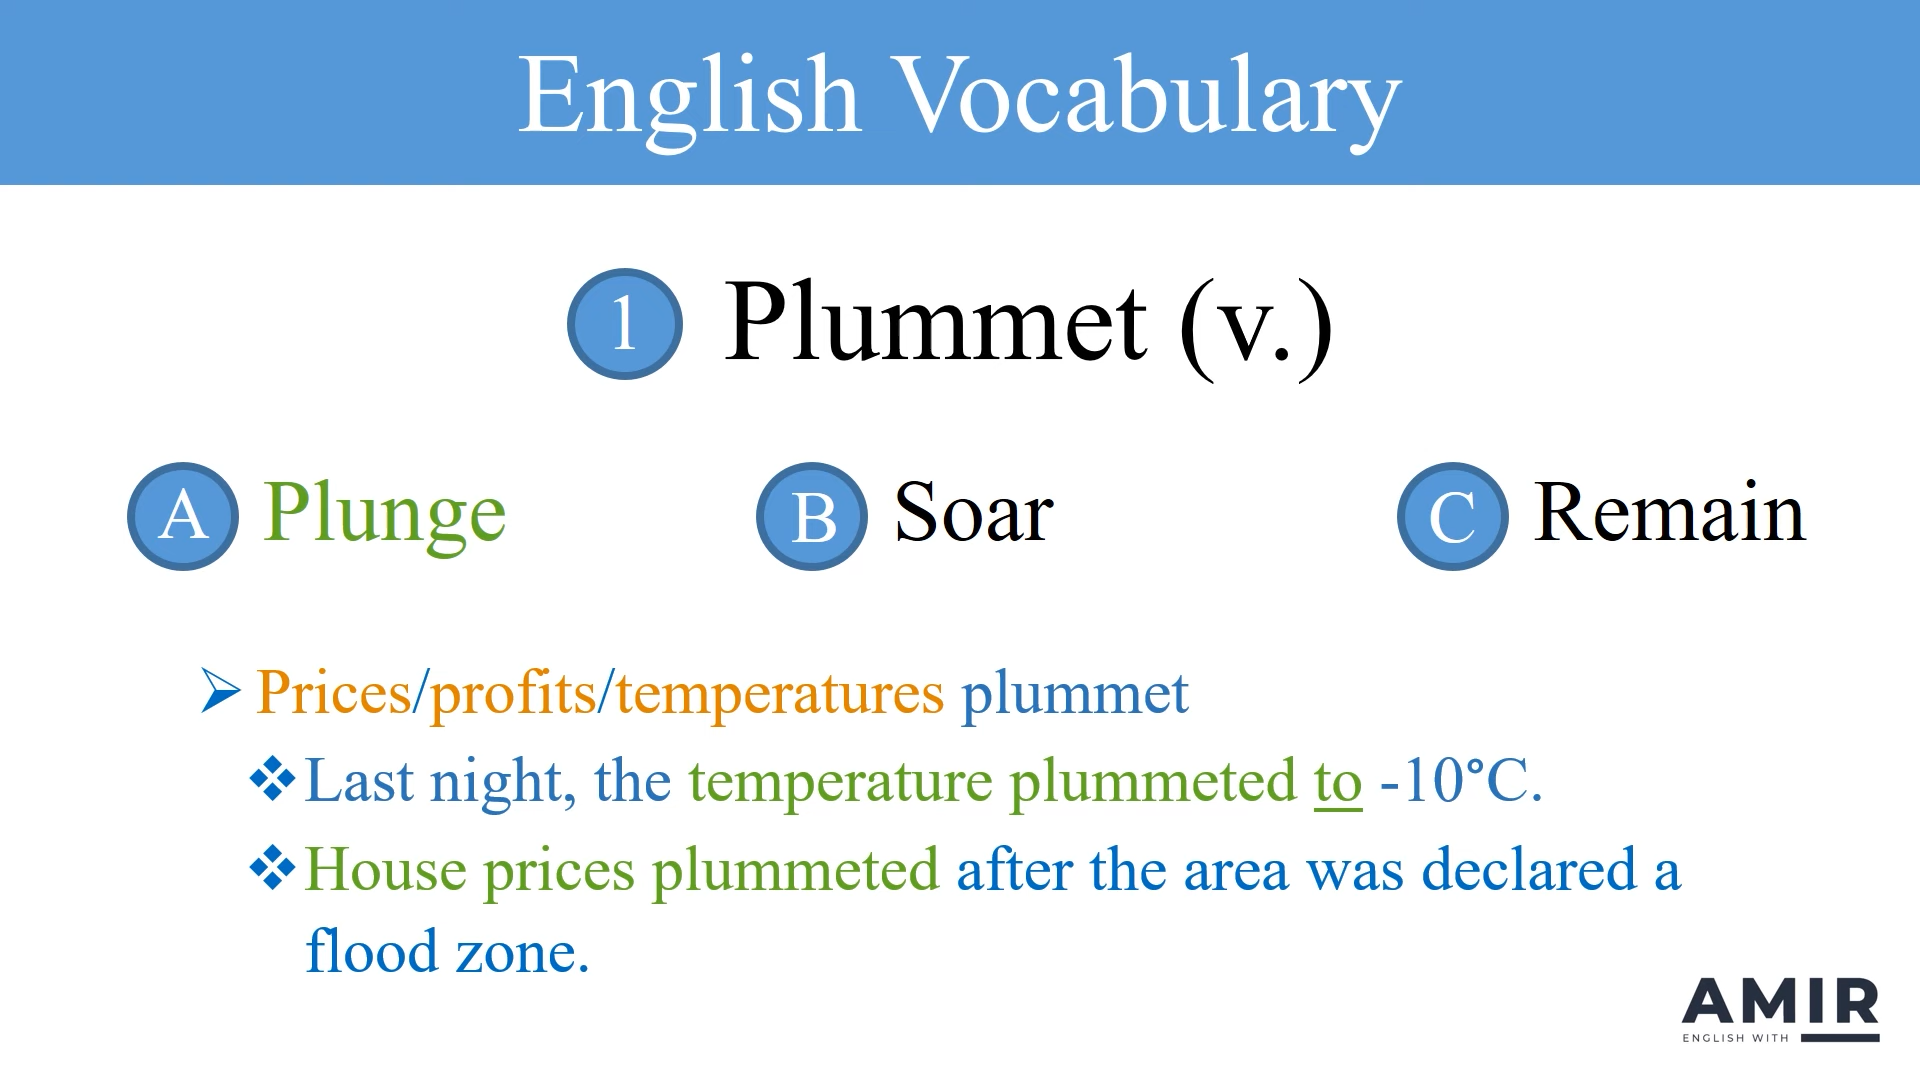 English Vocabulary
1 Plummet (v.)
A Plunge B Soar C Remain
Prices/profits/temperatures plummet
Last night, the temperature plummeted to -10°C.
House prices plummeted after the area was declared a
flood zone.
AMIR
ENGLISH WITH